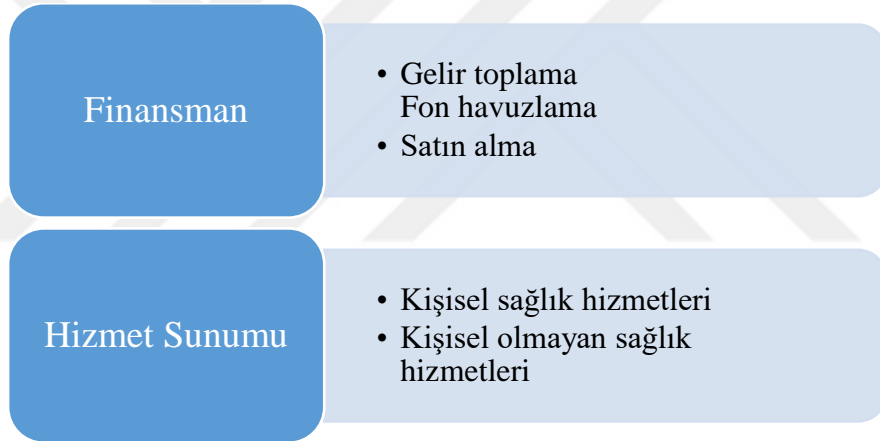 Finansman
• Gelir toplama
Fon havuzlama
• Satın alma
Hizmet Sunumu
• Kişisel sağlık hizmetleri
• Kişisel olmayan sağlık
hizmetleri